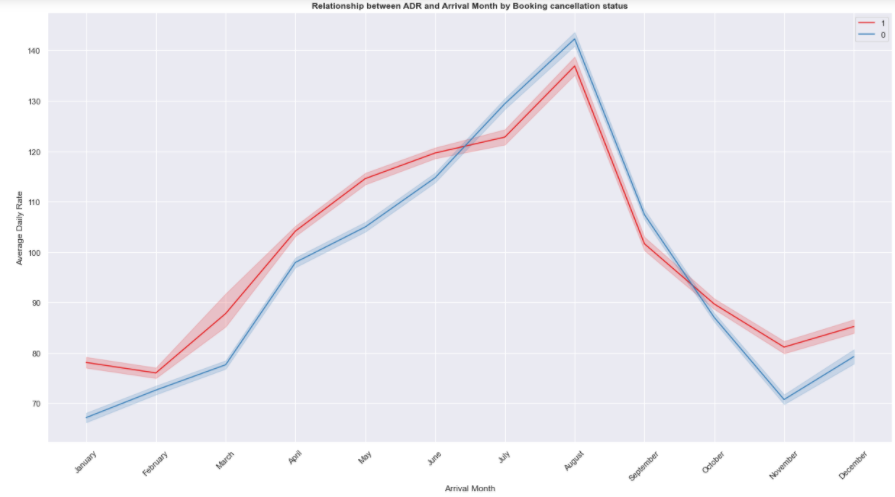 Relationship between ADR and Arrival Month by Booking cancellation status
1
0
140
130
120
110
100
90
80
70
Average Daily Rate
January
February
March
April
May
June
July
August
September
October
November
December
Arrival Month